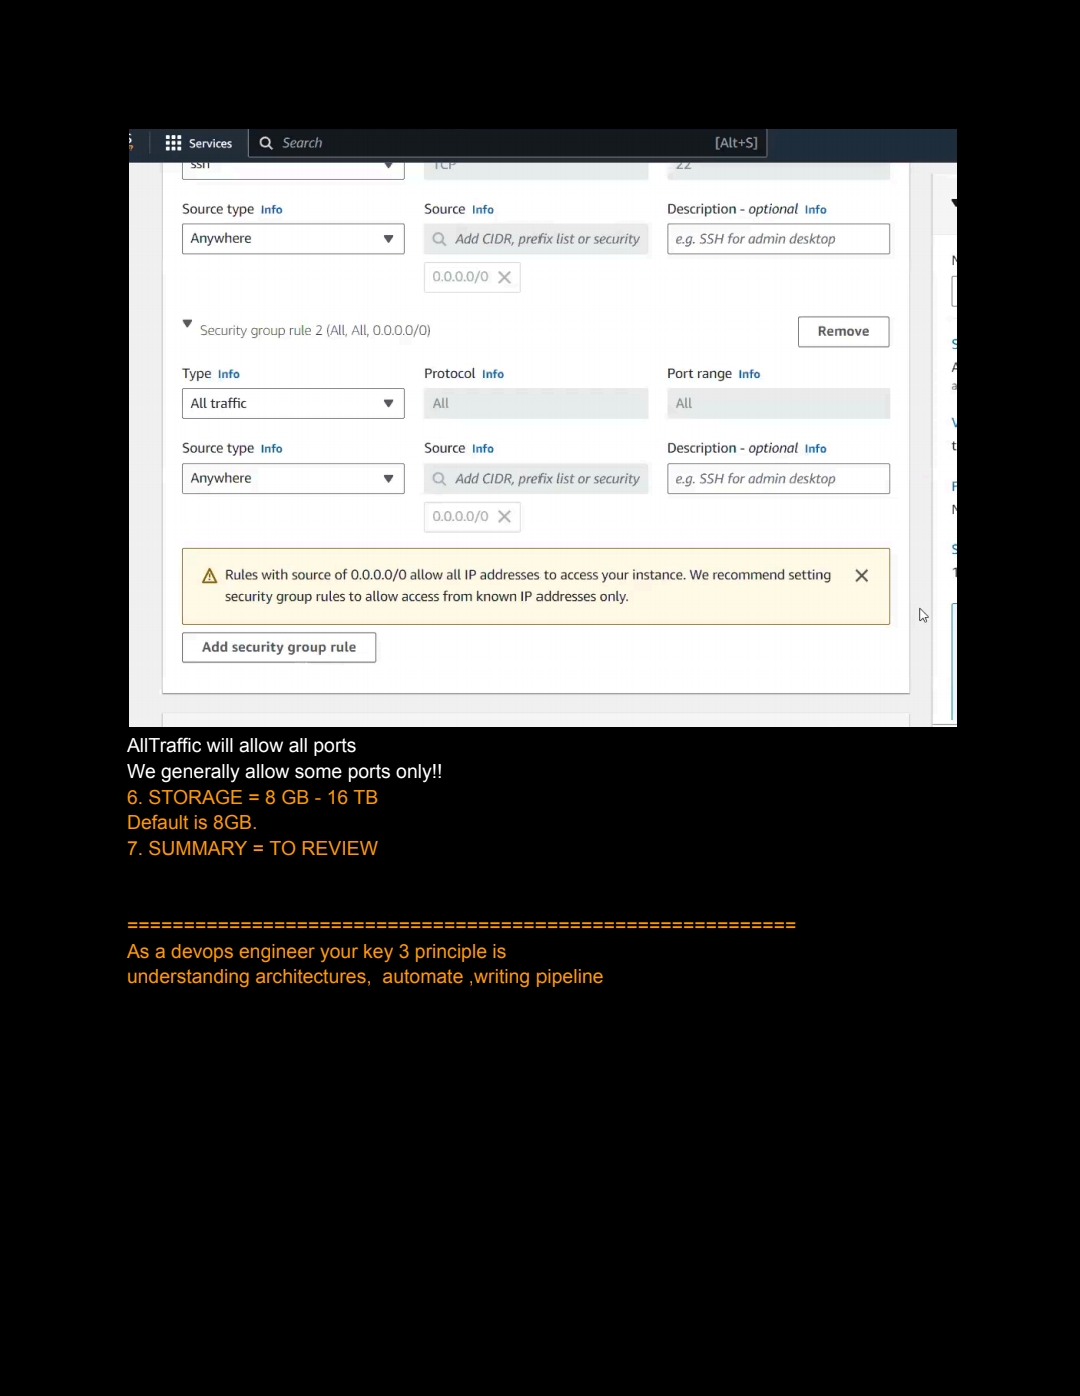 Services Search [Alt+S]
ssh TCP 22
Source type Info Source Info Description - optional Info
Anywhere Add CIDR, prefix list or security e.g. SSH for admin desktop
0.0.0.0/0
Security group rule 2 (All, All, 0.0.0.0/0) Remove
Type Info Protocol Info Port range Info
All traffic All All
Source type Info Source Info Description - optional Info
Anywhere Add CIDR, prefix list or security e.g. SSH for admin desktop
0.0.0.0/0
Rules with source of 0.0.0.0/0 allow all IP addresses to access your instance. We recommend setting
security group rules to allow access from known IP addresses only.
Add security group rule
AllTraffic will allow all ports
We generally allow some ports only!!
6. STORAGE = 8 GB - 16 TB
Default is 8GB.
7. SUMMARY = TO REVIEW
===========================================================
As a devops engineer your key 3 principle is
understanding architectures,  automate ,writing pipeline